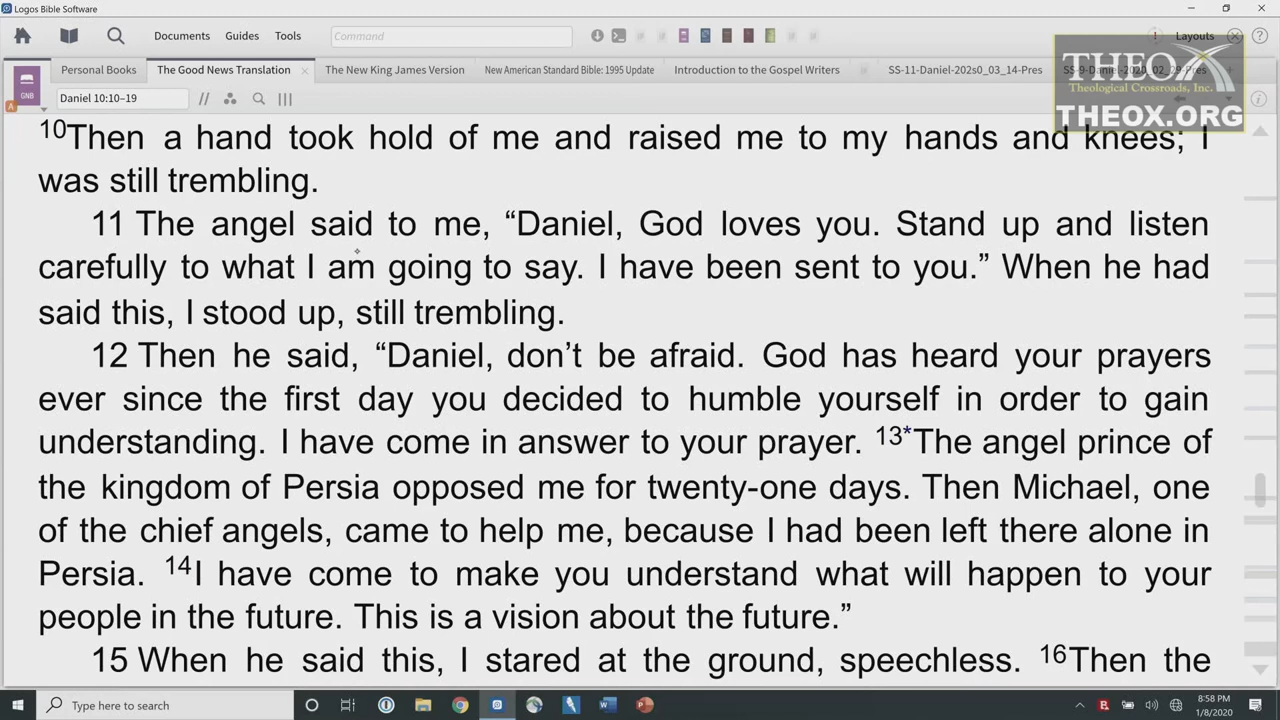 Logos Bible Software
Documents Guides Tools Command Layouts
Personal Books The Good News Translation The New American Standard Bible: 1995 Update Introduction to the Gospel Writers SS-11-Daniel-202s0_03_14-Pres SS-9-Daniel-2020_02_29-Pres
THEOX
Theological Crossroads, Inc.
THEOX.ORG
GNB
A
Daniel 10:10–19
10Then a hand took hold of me and raised me to my hands and knees; I
was still trembling.
11 The angel said to me, “Daniel, God loves you. Stand up and listen
carefully to what I am going to say. I have been sent to you.” When he had
said this, I stood up, still trembling.
12 Then he said, “Daniel, don’t be afraid. God has heard your prayers
ever since the first day you decided to humble yourself in order to gain
understanding. I have come in answer to your prayer. 13*The angel prince of
the kingdom of Persia opposed me for twenty-one days. Then Michael, one
of the chief angels, came to help me, because I had been left there alone in
Persia. 14I have come to make you understand what will happen to your
people in the future. This is a vision about the future.”
15 When he said this, I stared at the ground, speechless. 16Then the
Type here to search
8:58 PM
1/8/2020